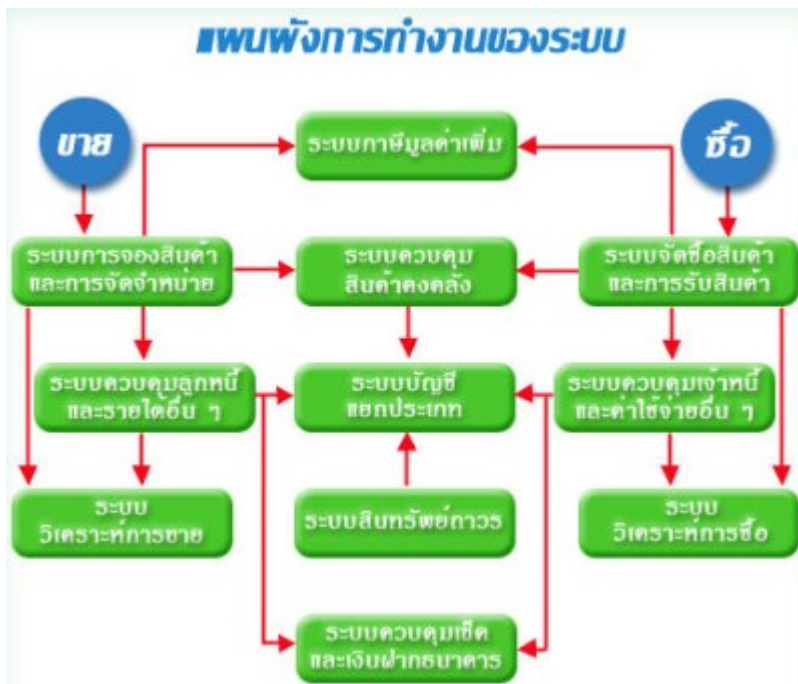 แผนผังการทำงานของระบบ
ขาย
ระบบภาษีมูลค่าเพิ่ม
ซื้อ
ระบบการจองสินค้า
และการจัดจำหน่าย
ระบบควบคุม
สินค้าคงคลัง
ระบบจัดซื้อสินค้า
และการรับสินค้า
ระบบควบคุมลูกหนี้
และรายได้อื่น ๆ
ระบบบัญชี
แยกประเภท
ระบบควบคุมเจ้าหนี้
และค่าใช้จ่ายอื่น ๆ
ระบบ
วิเคราะห์การขาย
ระบบสินทรัพย์ถาวร
ระบบ
วิเคราะห์การซื้อ
ระบบควบคุมเช็ค
และเงินฝากธนาคาร